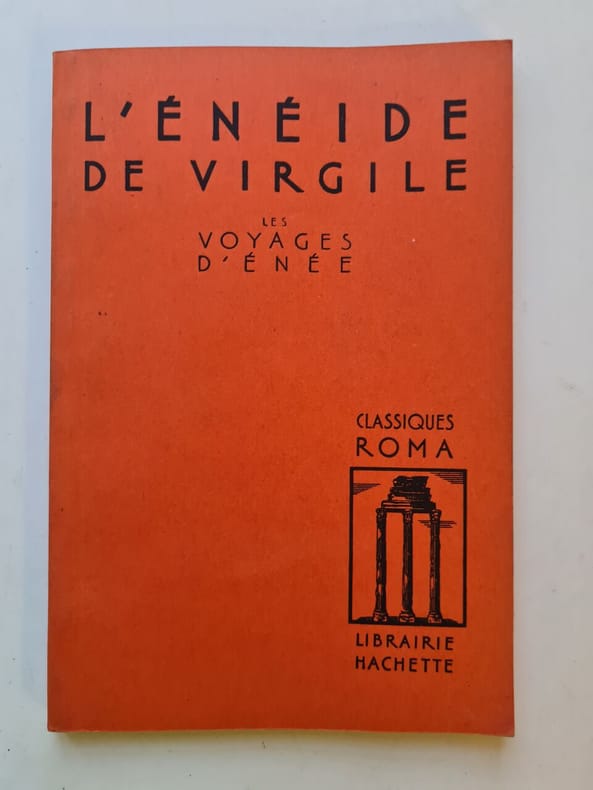 L'ÉNÉIDE
DE VIRGILE
LES
VOYAGES
D'ÉNÉE
CLASSIQUES
ROMA
LIBRAIRIE
HACHETTE